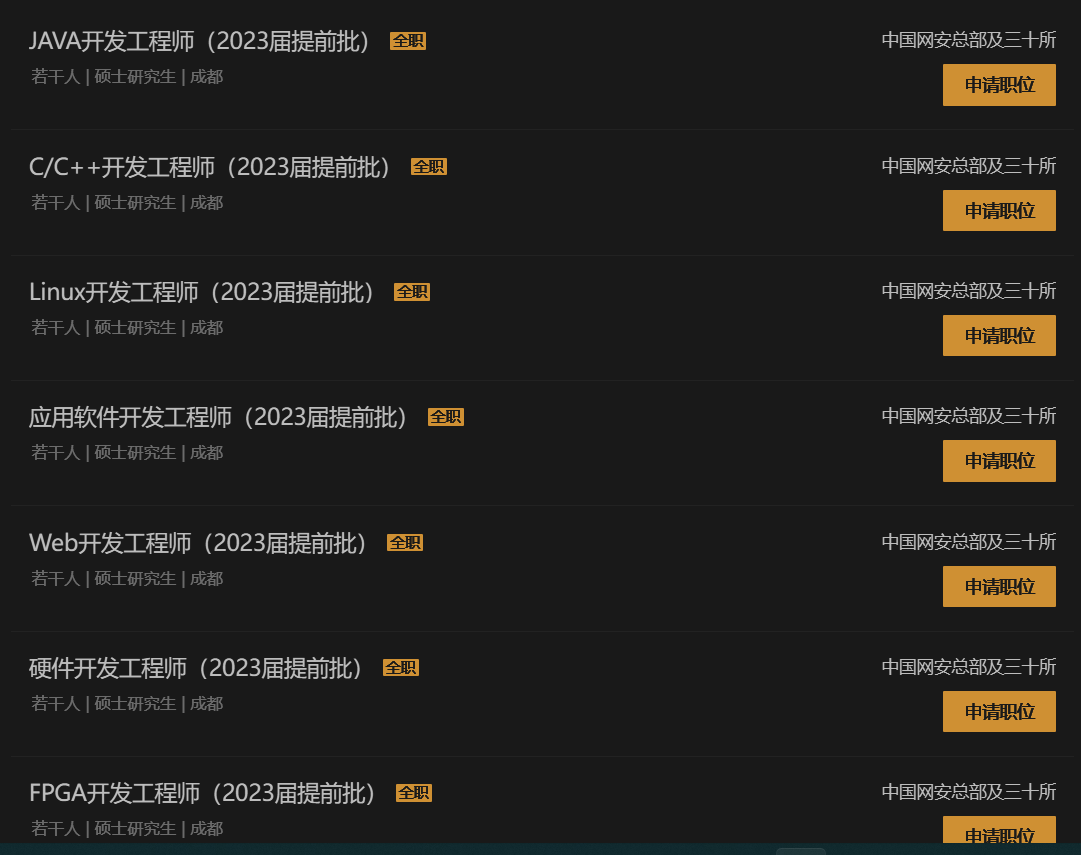 JAVA开发工程师（2023届提前批） 全职
中国网安总部及三十所
若干人 | 硕士研究生 | 成都
申请职位
C/C++开发工程师（2023届提前批） 全职
中国网安总部及三十所
若干人 | 硕士研究生 | 成都
申请职位
Linux开发工程师（2023届提前批） 全职
中国网安总部及三十所
若干人 | 硕士研究生 | 成都
申请职位
应用软件开发工程师（2023届提前批） 全职
中国网安总部及三十所
若干人 | 硕士研究生 | 成都
申请职位
Web开发工程师（2023届提前批） 全职
中国网安总部及三十所
若干人 | 硕士研究生 | 成都
申请职位
硬件开发工程师（2023届提前批） 全职
中国网安总部及三十所
若干人 | 硕士研究生 | 成都
申请职位
FPGA开发工程师（2023届提前批） 全职
中国网安总部及三十所
若干人 | 硕士研究生 | 成都
申请职位